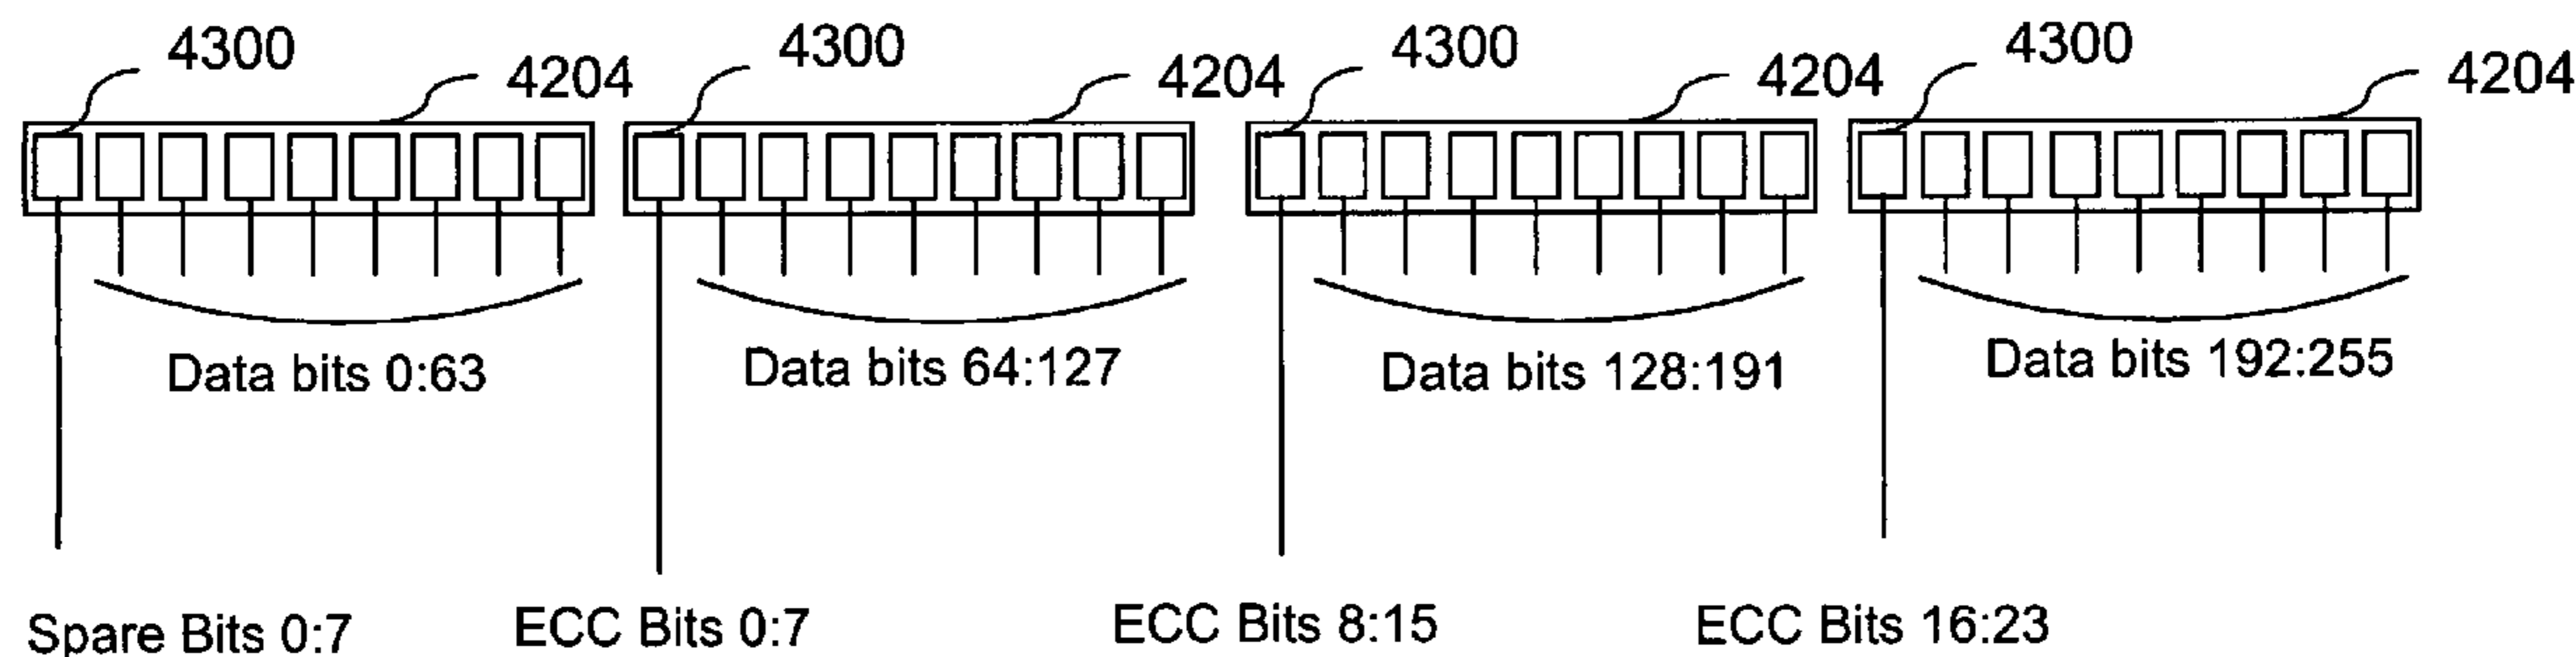 4300
4204
4300
4204
4300
4204
4300
4204
Data bits 0:63
Data bits 64:127
Data bits 128:191
Data bits 192:255
Spare Bits 0:7
ECC Bits 0:7
ECC Bits 8:15
ECC Bits 16:23